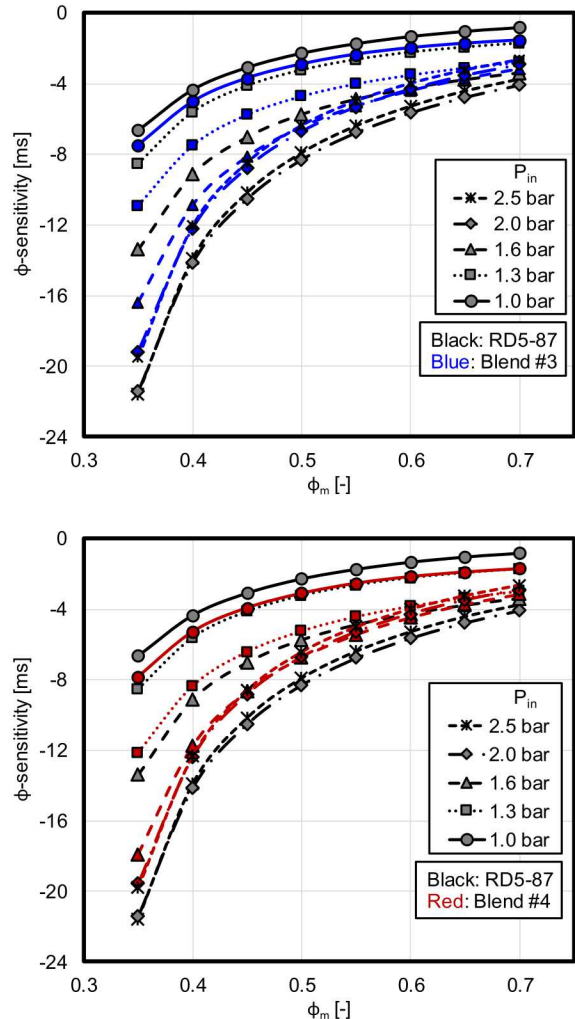 0
-4
-8
-12
-16
-20
-24
ϕ-sensitivity [ms]
P_in
2.5 bar
2.0 bar
1.6 bar
1.3 bar
1.0 bar
Black: RD5-87
Blue: Blend #3
0.3 0.4 0.5 0.6 0.7
ϕ_m [-]
0
-4
-8
-12
-16
-20
-24
ϕ-sensitivity [ms]
P_in
2.5 bar
2.0 bar
1.6 bar
1.3 bar
1.0 bar
Black: RD5-87
Red: Blend #4
0.3 0.4 0.5 0.6 0.7
ϕ_m [-]